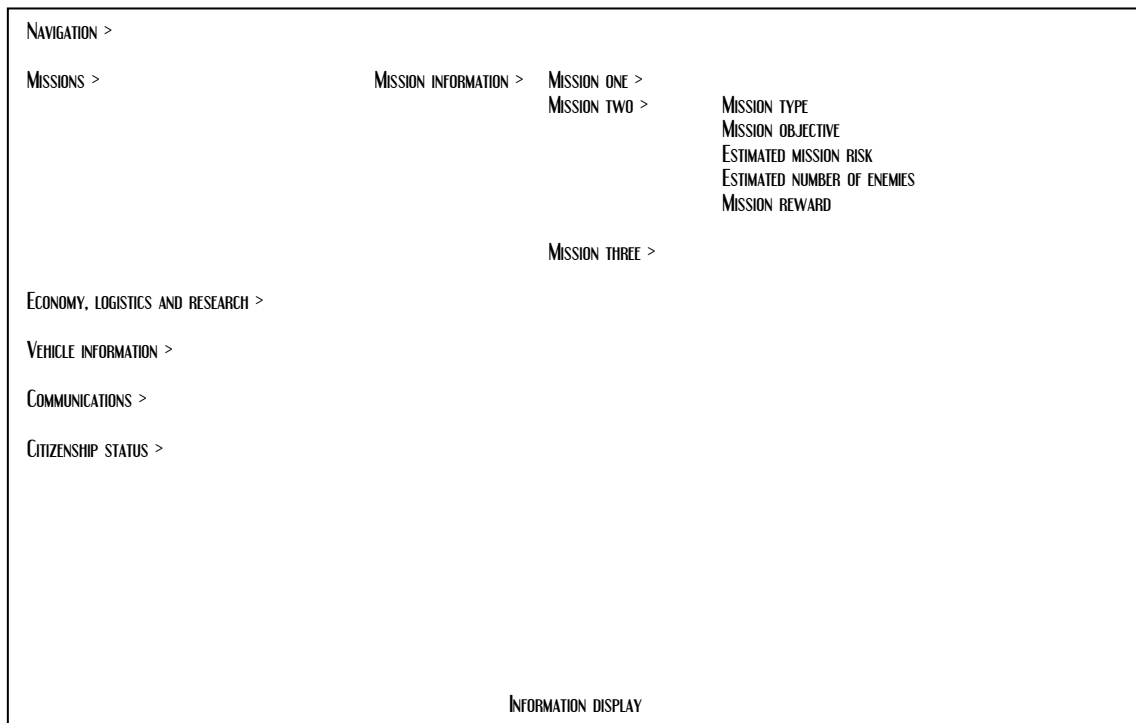 Navigation >
Missions > Mission information > Mission one >
Mission two > Mission type
Mission objective
Estimated mission risk
Estimated number of enemies
Mission reward
Mission three >
Economy, logistics and research >
Vehicle information >
Communications >
Citizenship status >
Information display